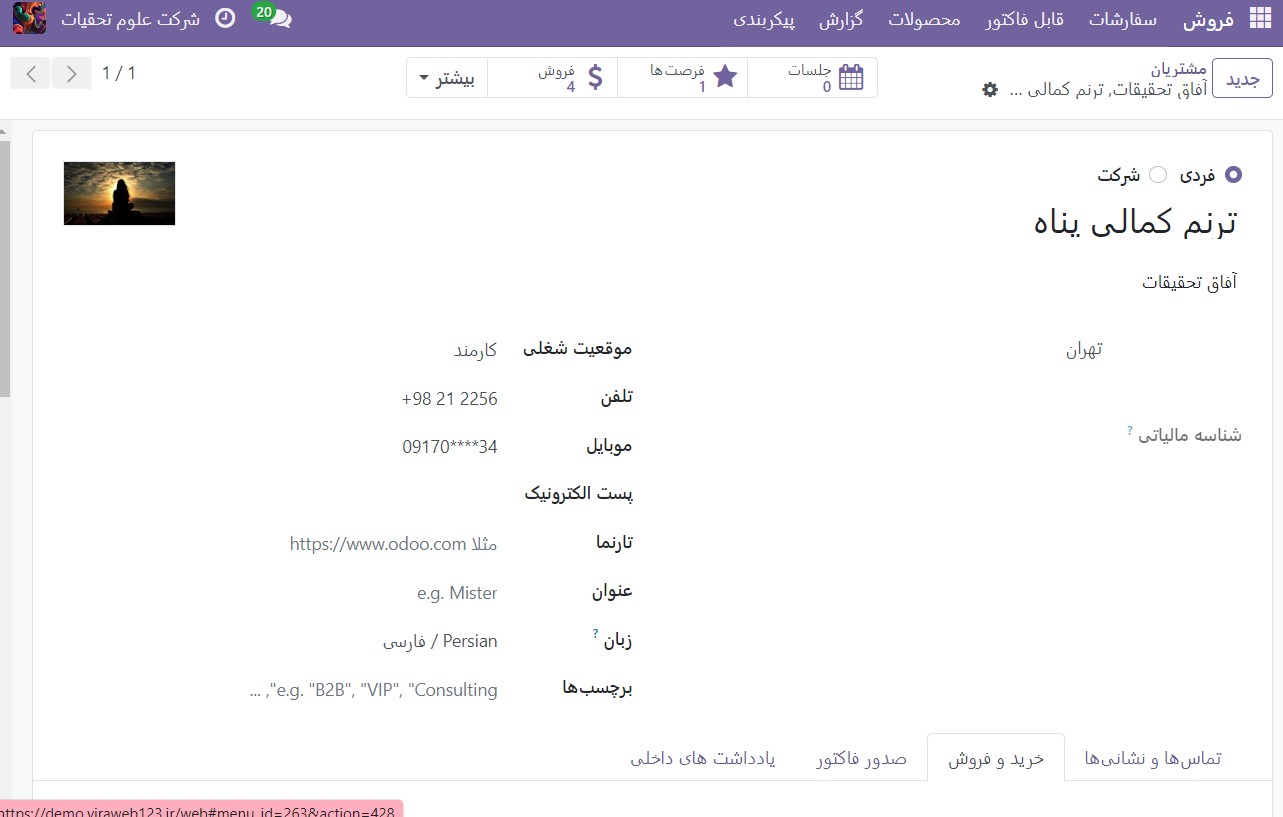 فروش سفارشات قابل فاکتور محصولات گزارش پیکربندی 20 شرکت علوم تحقیات
جدید
مشتریان
آفاق تحقیقات, ترنم کمالی ...
جلسات
0
فرصت‌ها
1
فروش
4
بیشتر
1 / 1
فردی شرکت
ترنم کمالی پناه
آفاق تحقیقات
تهران
شناسه مالیاتی ?
موقعیت شغلی کارمند
تلفن +98 21 2256
موبایل 09170****34
پست الکترونیک
تارنما مثلا https://www.odoo.com
عنوان e.g. Mister
زبان ? Persian / فارسی
برچسب‌ها e.g. "B2B", "VIP", "Consulting", ...
تماس‌ها و نشانی‌ها خرید و فروش صدور فاکتور یادداشت های داخلی
https://demo.viraweb123.ir/web#menu_id=263&action=428